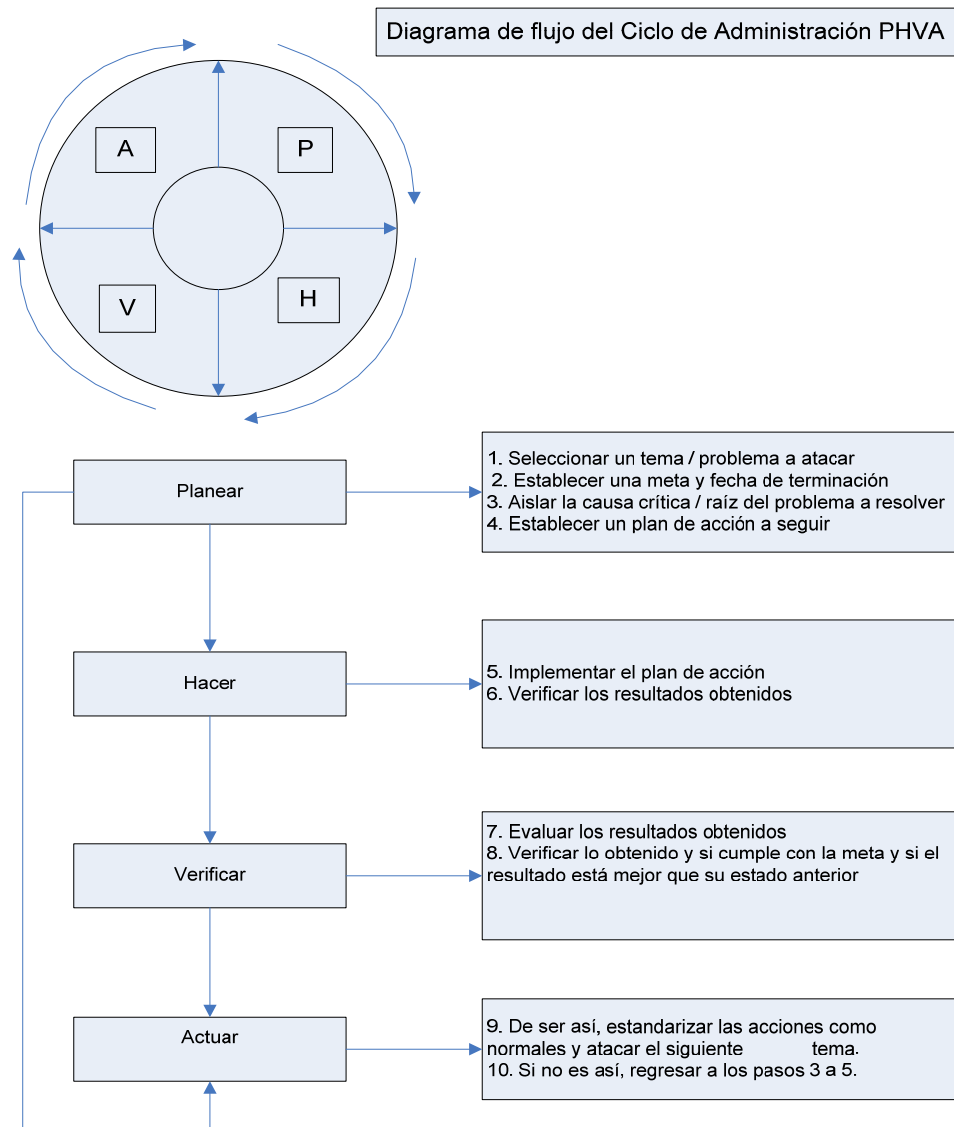 Diagrama de flujo del Ciclo de Administración PHVA
A
P
V
H
Planear
1. Seleccionar un tema / problema a atacar
2. Establecer una meta y fecha de terminación
3. Aislar la causa crítica / raíz del problema a resolver
4. Establecer un plan de acción a seguir
Hacer
5. Implementar el plan de acción
6. Verificar los resultados obtenidos
Verificar
7. Evaluar los resultados obtenidos
8. Verificar lo obtenido y si cumple con la meta y si el
resultado está mejor que su estado anterior
Actuar
9. De ser así, estandarizar las acciones como
normales y atacar el siguiente tema.
10. Si no es así, regresar a los pasos 3 a 5.